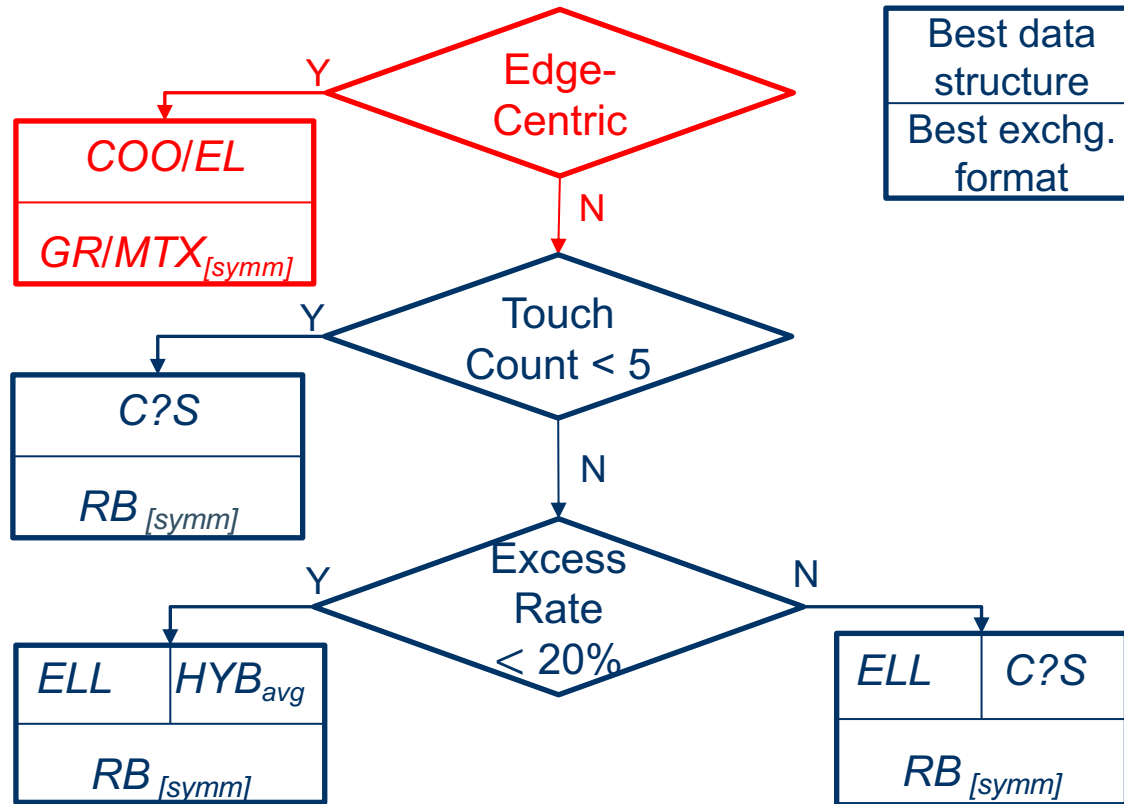 Y
Edge-
Centric
Best data
structure
Best exchg.
format
COO/EL
GR/MTX[symm]
N
Y
Touch
Count < 5
C?S
RB [symm]
N
Y
Excess
Rate
< 20%
N
ELL
HYBavg
RB [symm]
ELL
C?S
RB [symm]